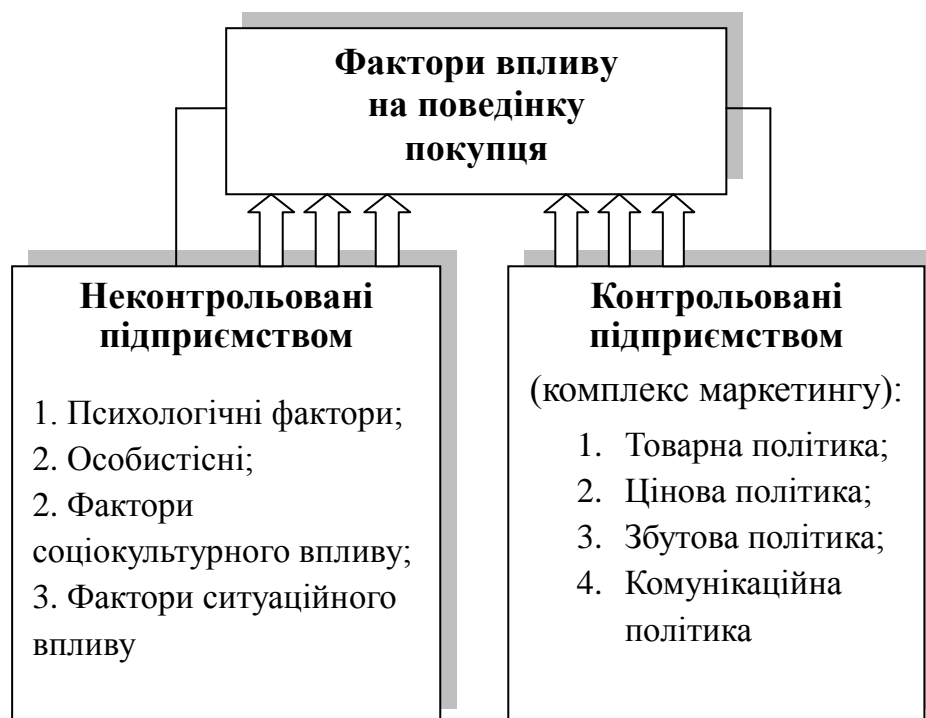 Фактори впливу
на поведінку
покупця
Неконтрольовані
підприємством
1. Психологічні фактори;
2. Особистісні;
2. Фактори
соціокультурного впливу;
3. Фактори ситуаційного
впливу
Контрольовані
підприємством
(комплекс маркетингу):
1. Товарна політика;
2. Цінова політика;
3. Збутова політика;
4. Комунікаційна
політика